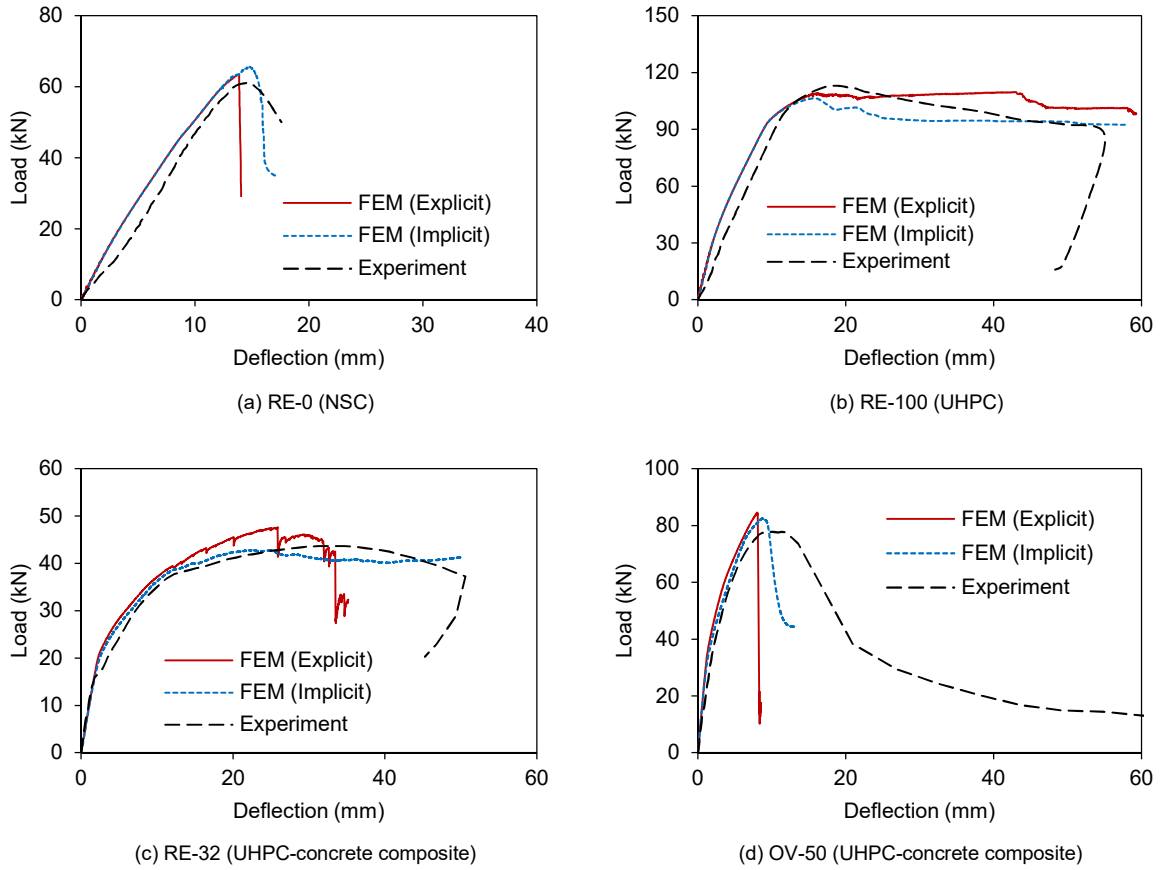 80
60
40
20
0
Load (kN)
0 10 20 30 40
Deflection (mm)
FEM (Explicit)
FEM (Implicit)
Experiment
(a) RE-0 (NSC)
150
120
90
60
30
0
Load (kN)
0 20 40 60
Deflection (mm)
FEM (Explicit)
FEM (Implicit)
Experiment
(b) RE-100 (UHPC)
60
50
40
30
20
10
0
Load (kN)
0 20 40 60
Deflection (mm)
FEM (Explicit)
FEM (Implicit)
Experiment
(c) RE-32 (UHPC-concrete composite)
100
80
60
40
20
0
Load (kN)
0 20 40 60
Deflection (mm)
FEM (Explicit)
FEM (Implicit)
Experiment
(d) OV-50 (UHPC-concrete composite)